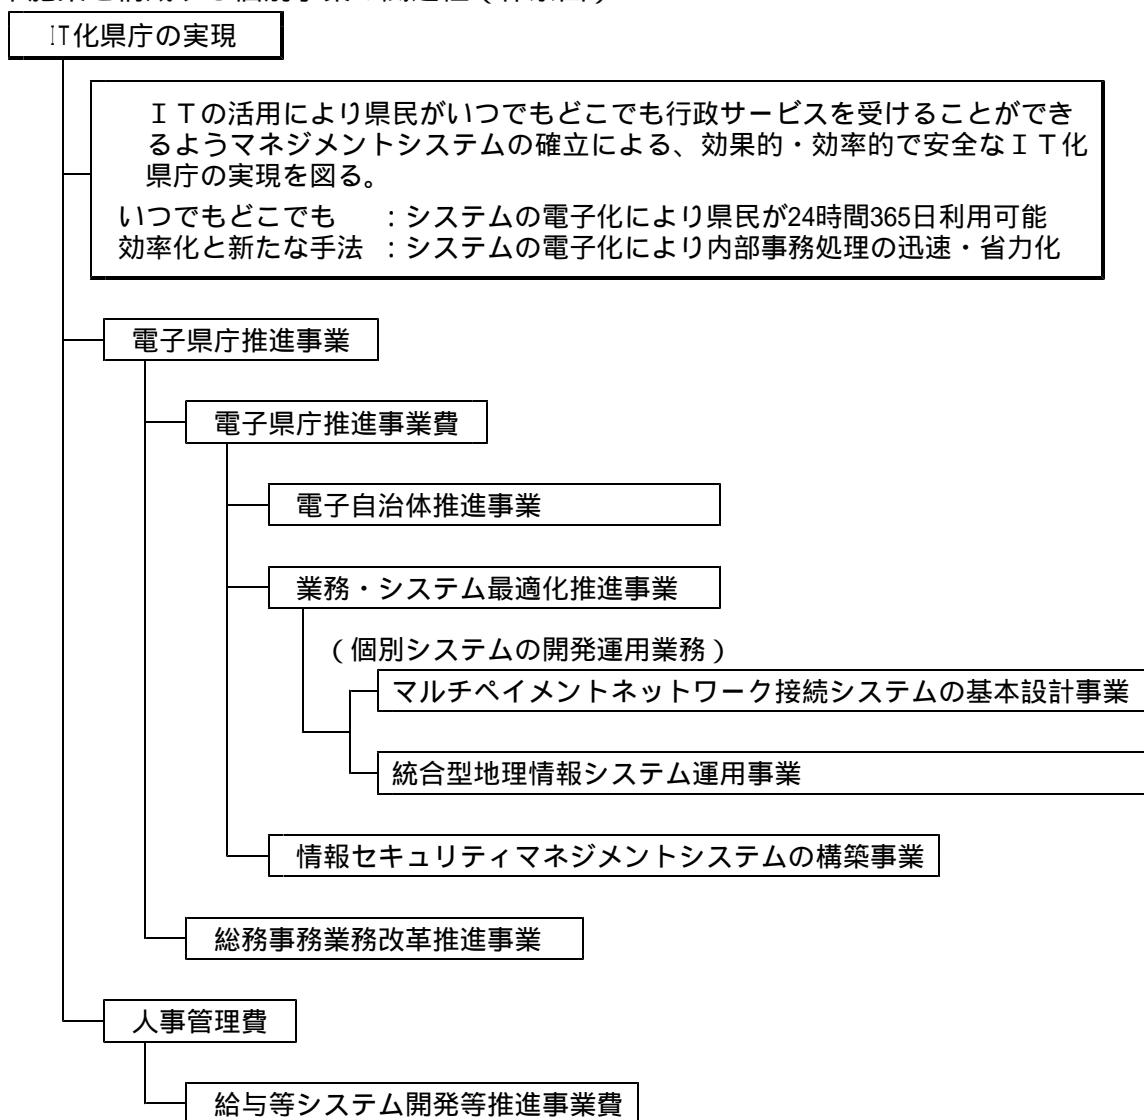 IT化県庁の実現
ＩＴの活用により県民がいつでもどこでも行政サービスを受けることができ
るようマネジメントシステムの確立による、効果的・効率的で安全なＩＴ化
県庁の実現を図る。
いつでもどこでも　：システムの電子化により県民が24時間365日利用可能
効率化と新たな手法　：システムの電子化により内部事務処理の迅速・省力化
電子県庁推進事業
電子県庁推進事業費
電子自治体推進事業
業務・システム最適化推進事業
（個別システムの開発運用業務）
マルチペイメントネットワーク接続システムの基本設計事業
統合型地理情報システム運用事業
情報セキュリティマネジメントシステムの構築事業
総務事務業務改革推進事業
人事管理費
給与等システム開発等推進事業費